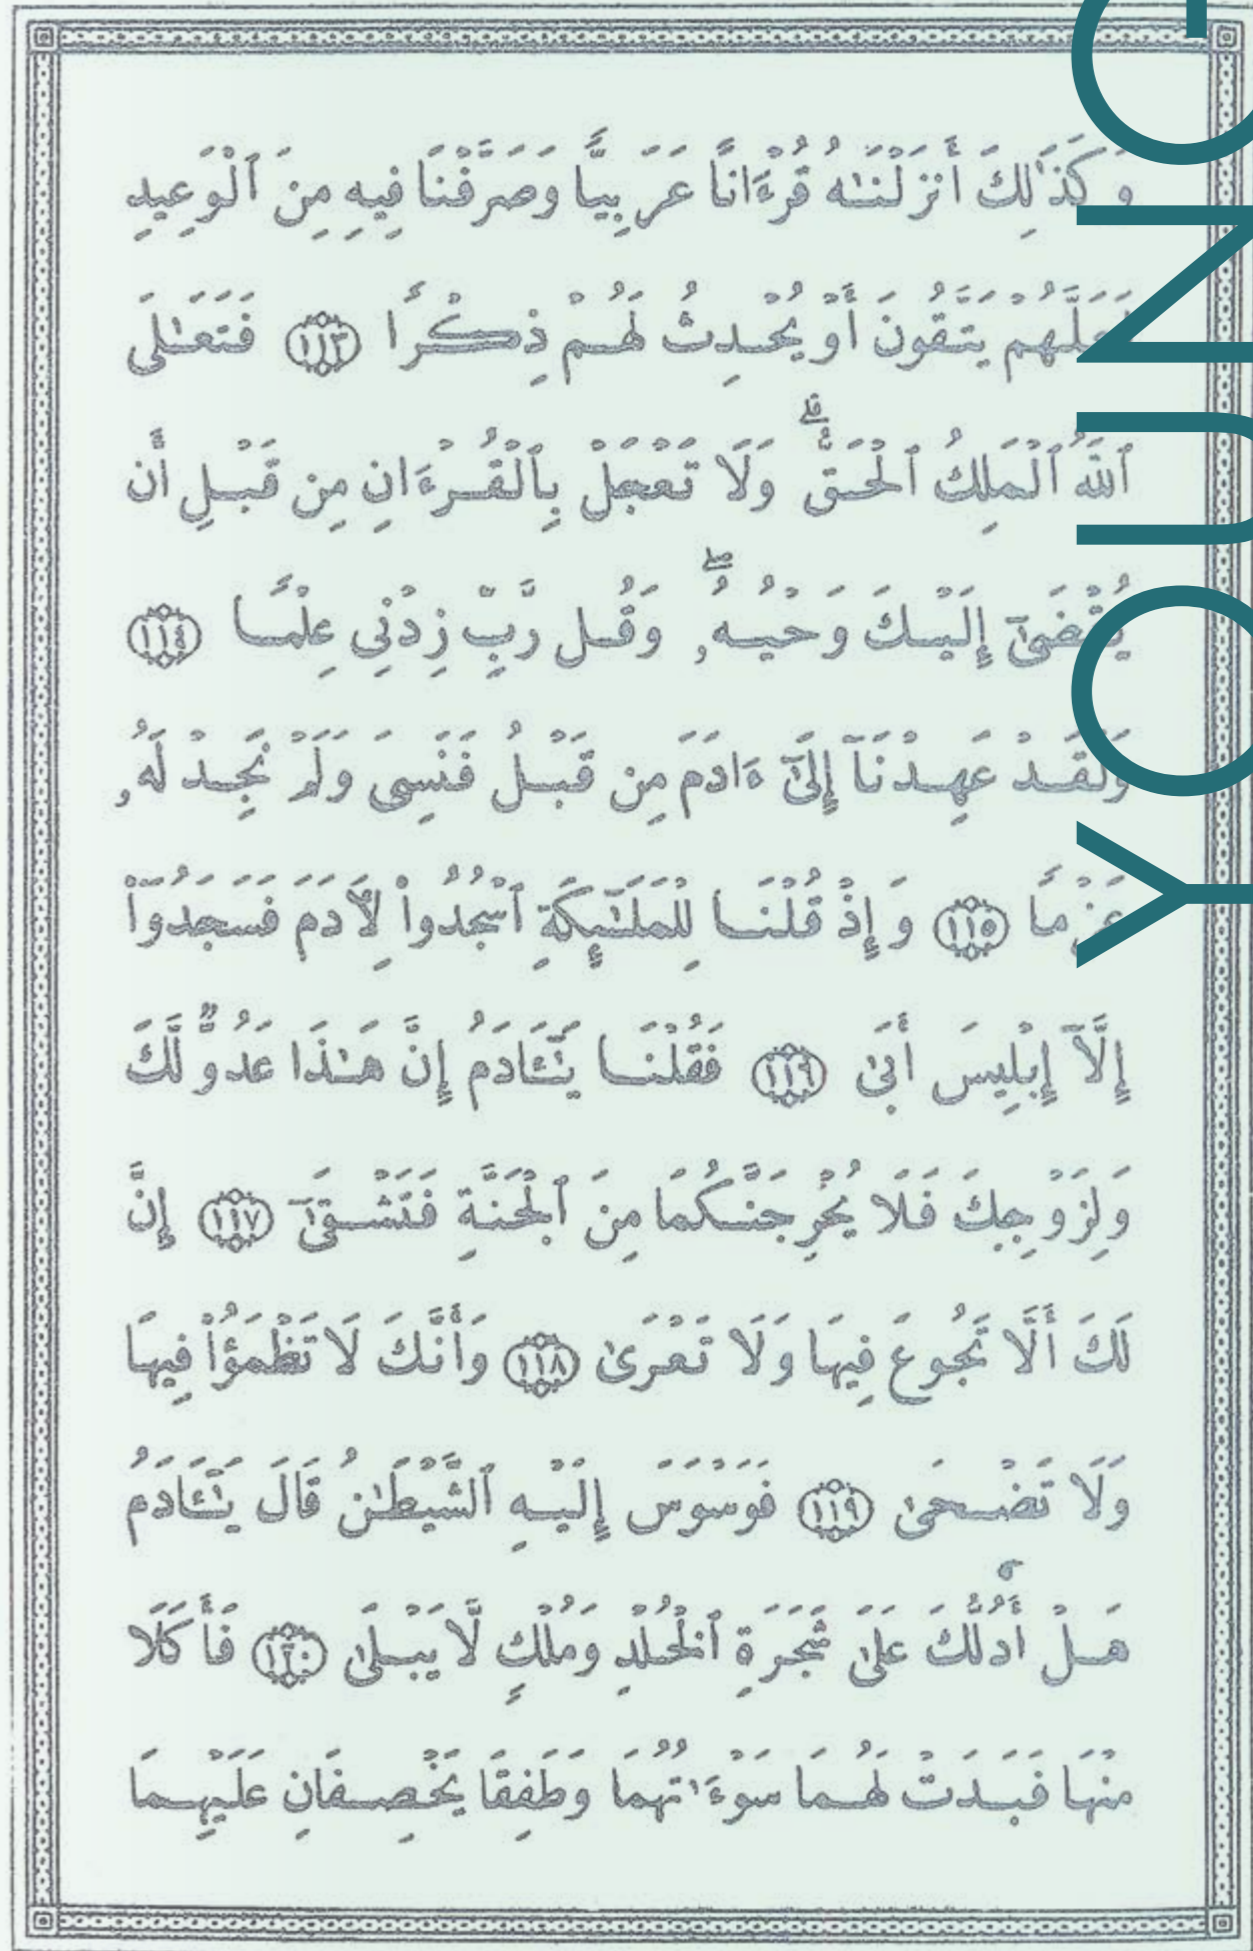 وَكَذَٰلِكَ أَنزَلْنَـٰهُ قُرْءَانًا عَرَبِيًّا وَصَرَّفْنَا فِيهِ مِنَ ٱلْوَعِيدِ
لَعَلَّهُمْ يَتَّقُونَ أَوْ يُحْدِثُ لَهُمْ ذِكْرًا ١١٣ فَتَعَـٰلَى
ٱللَّهُ ٱلْمَلِكُ ٱلْحَقُّ ۗ وَلَا تَعْجَلْ بِٱلْقُرْءَانِ مِن قَبْلِ أَن
يُقْضَىٰٓ إِلَيْكَ وَحْيُهُۥ ۖ وَقُل رَّبِّ زِدْنِى عِلْمًا ١١٤
وَلَقَدْ عَهِدْنَآ إِلَىٰٓ ءَادَمَ مِن قَبْلُ فَنَسِىَ وَلَمْ نَجِدْ لَهُۥ
عَزْمًا ١١٥ وَإِذْ قُلْنَا لِلْمَلَـٰٓئِكَةِ ٱسْجُدُوا۟ لِـَٔادَمَ فَسَجَدُوٓا۟
إِلَّآ إِبْلِيسَ أَبَىٰ ١١٦ فَقُلْنَا يَـٰٓـَٔادَمُ إِنَّ هَـٰذَا عَدُوٌّ لَّكَ
وَلِزَوْجِكَ فَلَا يُخْرِجَنَّكُمَا مِنَ ٱلْجَنَّةِ فَتَشْقَىٰٓ ١١٧ إِنَّ
لَكَ أَلَّا تَجُوعَ فِيهَا وَلَا تَعْرَىٰ ١١٨ وَأَنَّكَ لَا تَظْمَؤُا۟ فِيهَا
وَلَا تَضْحَىٰ ١١٩ فَوَسْوَسَ إِلَيْهِ ٱلشَّيْطَـٰنُ قَالَ يَـٰٓـَٔادَمُ
هَلْ أَدُلُّكَ عَلَىٰ شَجَرَةِ ٱلْخُلْدِ وَمُلْكٍ لَّا يَبْلَىٰ ١٢٠ فَأَكَلَا
مِنْهَا فَبَدَتْ لَهُمَا سَوْءَٰتُهُمَا وَطَفِقَا يَخْصِفَانِ عَلَيْهِمَا
YOUNG